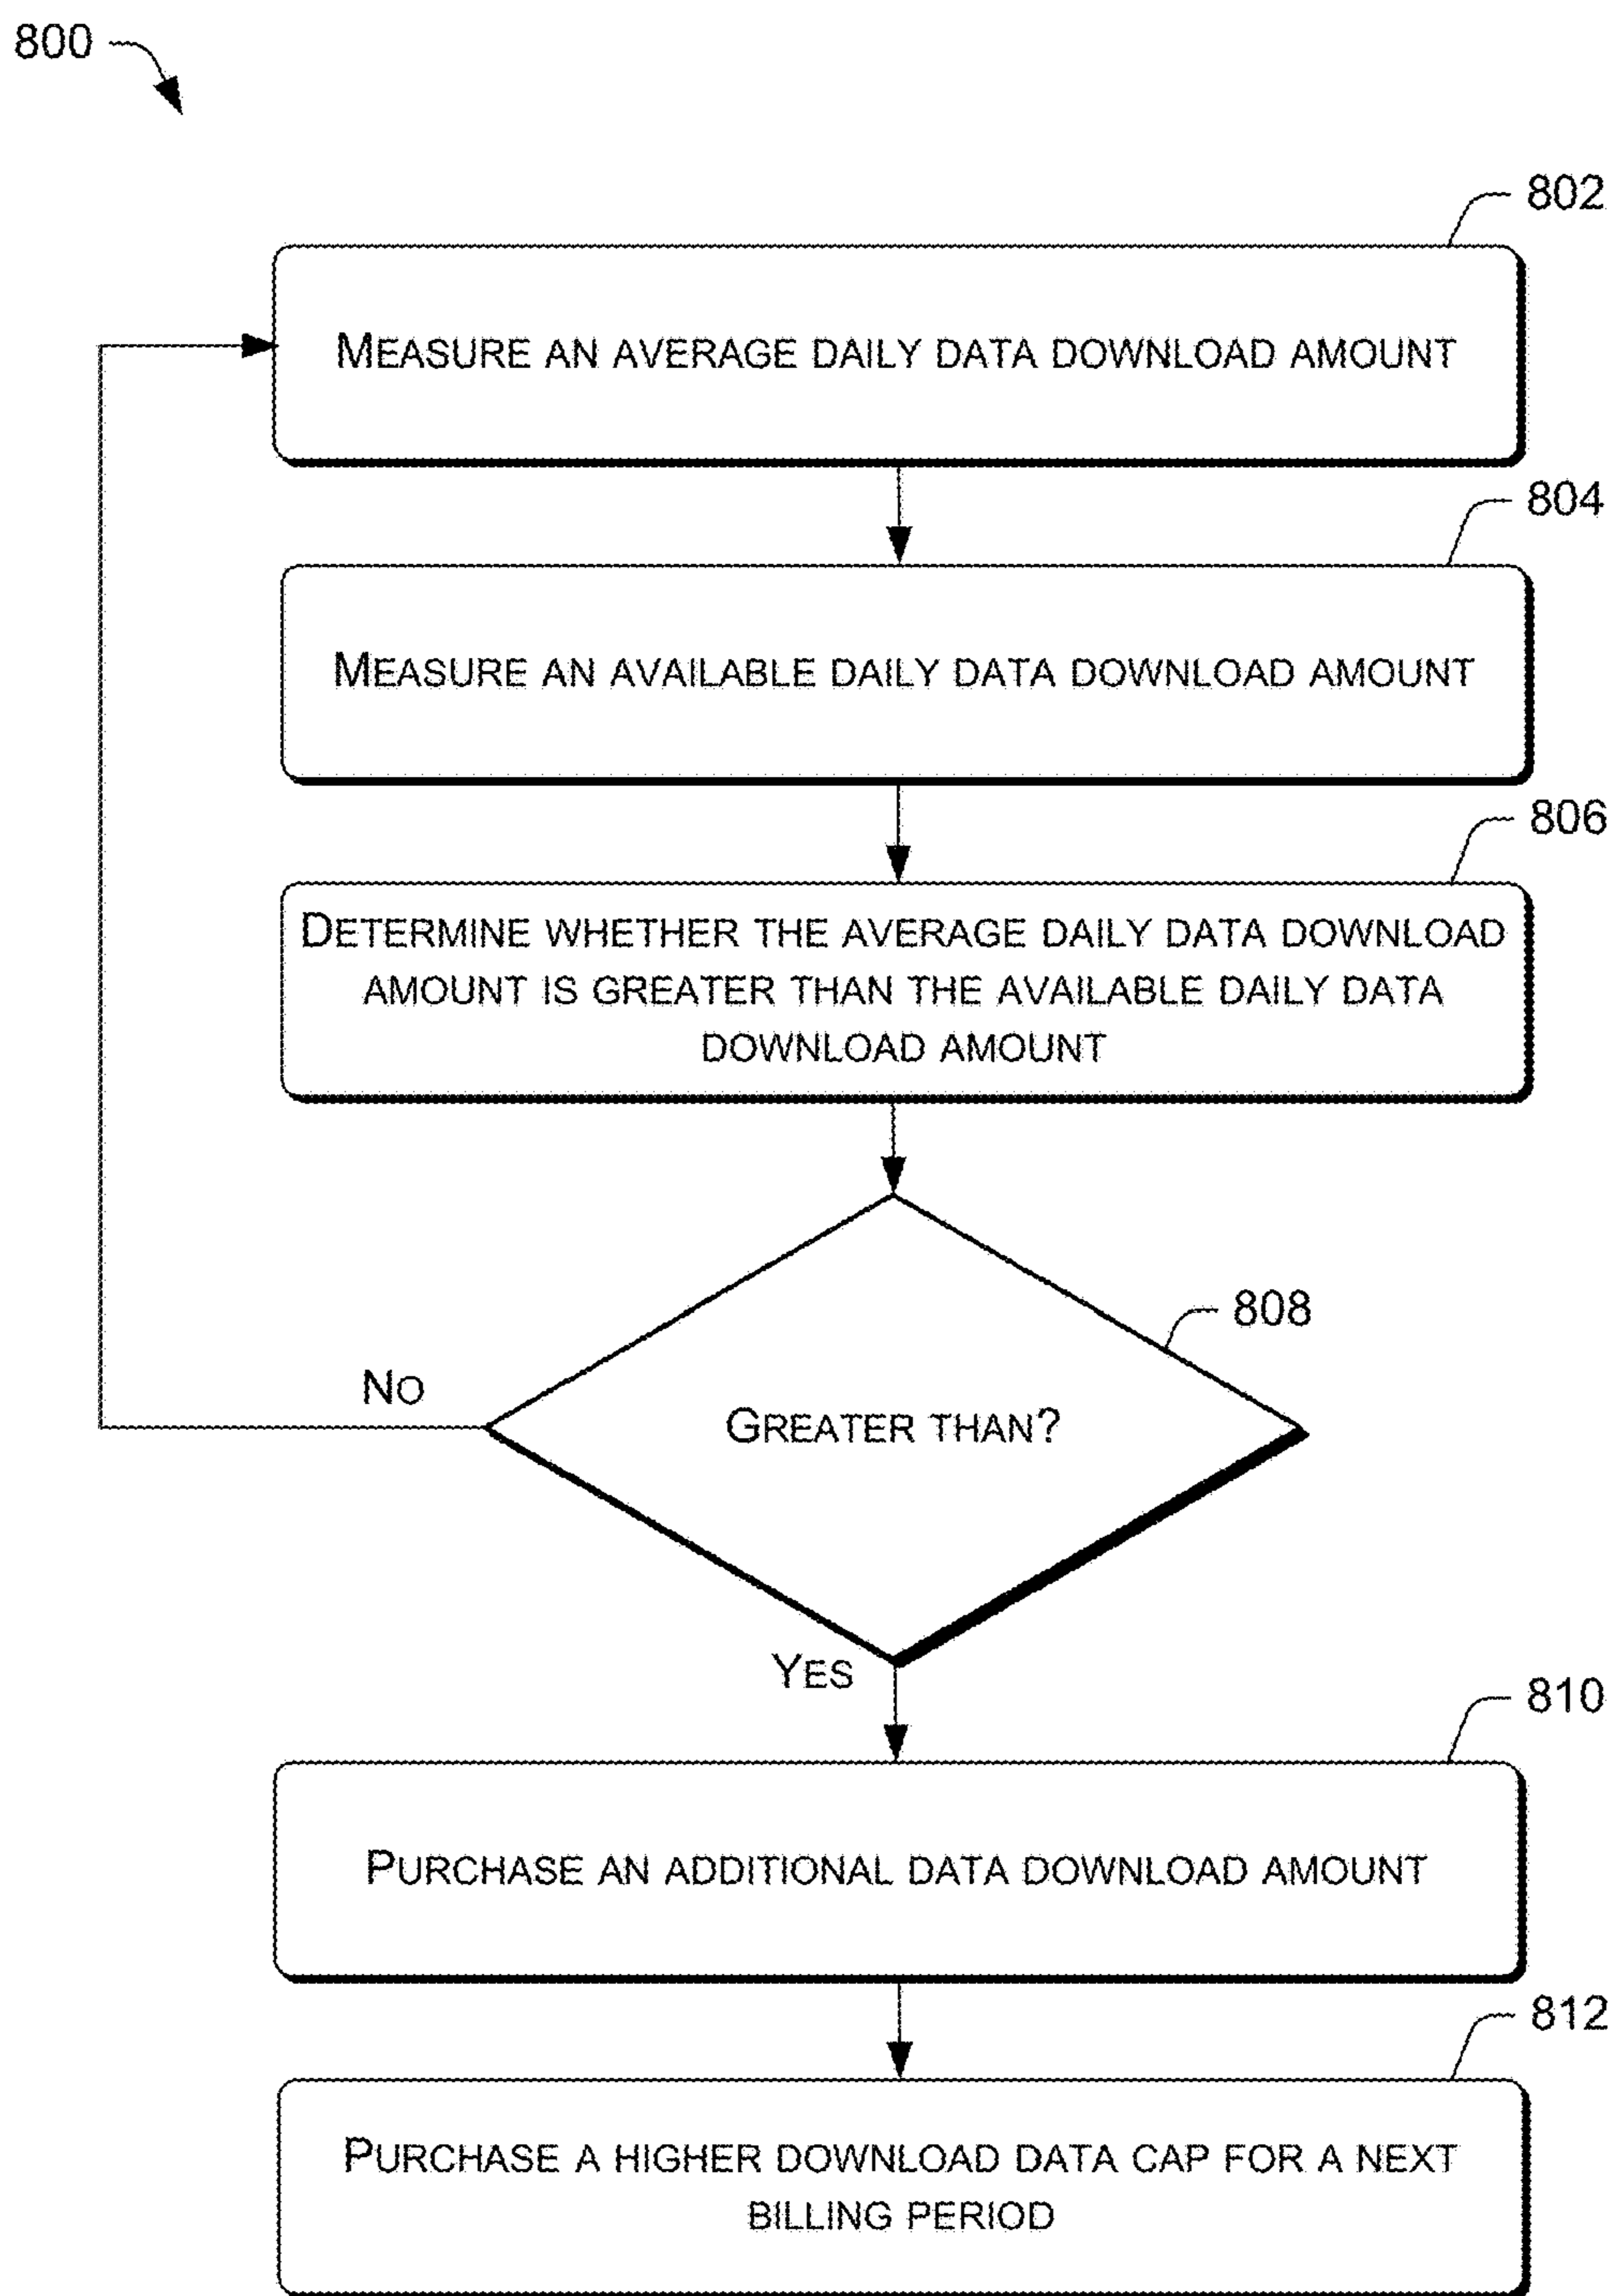 800
802
MEASURE AN AVERAGE DAILY DATA DOWNLOAD AMOUNT
804
MEASURE AN AVAILABLE DAILY DATA DOWNLOAD AMOUNT
806
DETERMINE WHETHER THE AVERAGE DAILY DATA DOWNLOAD
AMOUNT IS GREATER THAN THE AVAILABLE DAILY DATA
DOWNLOAD AMOUNT
808
NO
GREATER THAN?
YES
810
PURCHASE AN ADDITIONAL DATA DOWNLOAD AMOUNT
812
PURCHASE A HIGHER DOWNLOAD DATA CAP FOR A NEXT
BILLING PERIOD